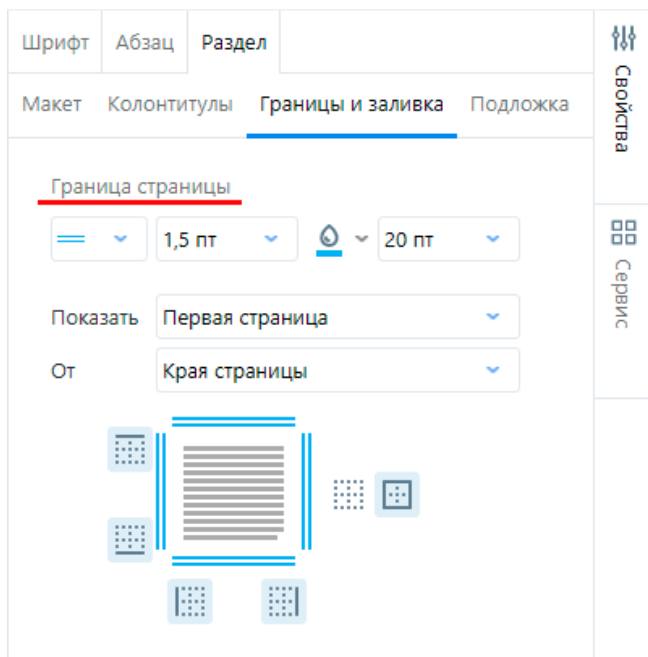 Шрифт Абзац Раздел
Макет Колонтитулы Границы и заливка Подложка
Граница страницы
1,5 пт 20 пт
Показать Первая страница
От Края страницы
Свойства
Сервис